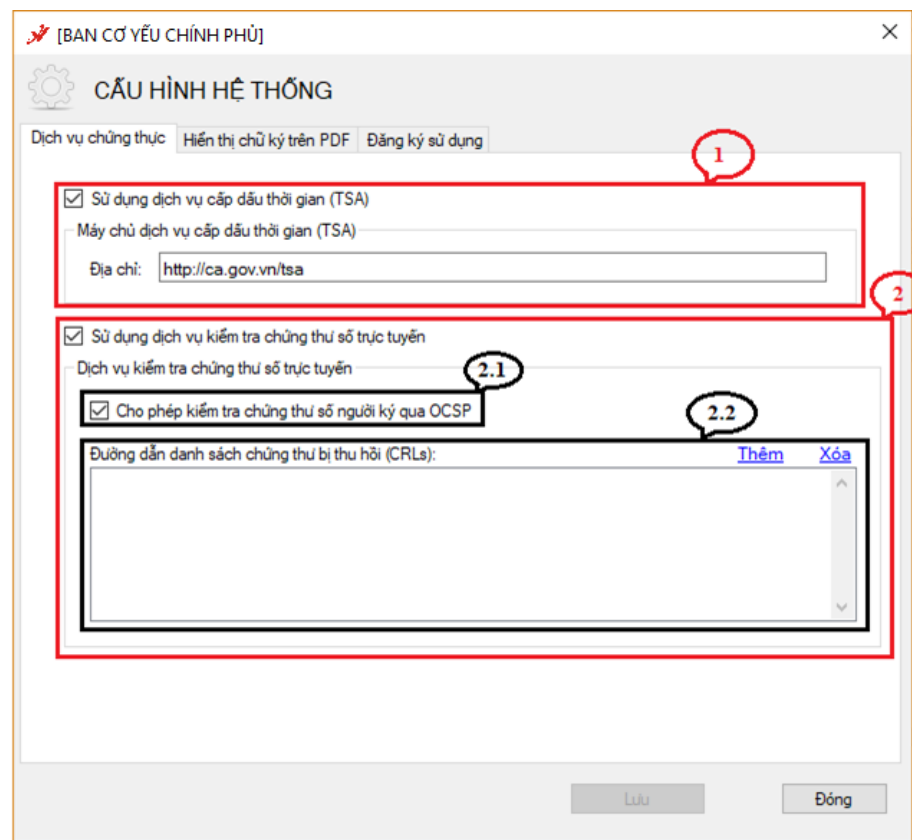 [BAN CƠ YẾU CHÍNH PHỦ]
CẤU HÌNH HỆ THỐNG
Dịch vụ chứng thực Hiển thị chữ ký trên PDF Đăng ký sử dụng
1
Sử dụng dịch vụ cấp dấu thời gian (TSA)
Máy chủ dịch vụ cấp dấu thời gian (TSA)
Địa chỉ: http://ca.gov.vn/tsa
2
Sử dụng dịch vụ kiểm tra chứng thư số trực tuyến
Dịch vụ kiểm tra chứng thư số trực tuyến
2.1
Cho phép kiểm tra chứng thư số người ký qua OCSP
2.2
Đường dẫn danh sách chứng thư bị thu hồi (CRLs): Thêm Xóa
Lưu Đóng